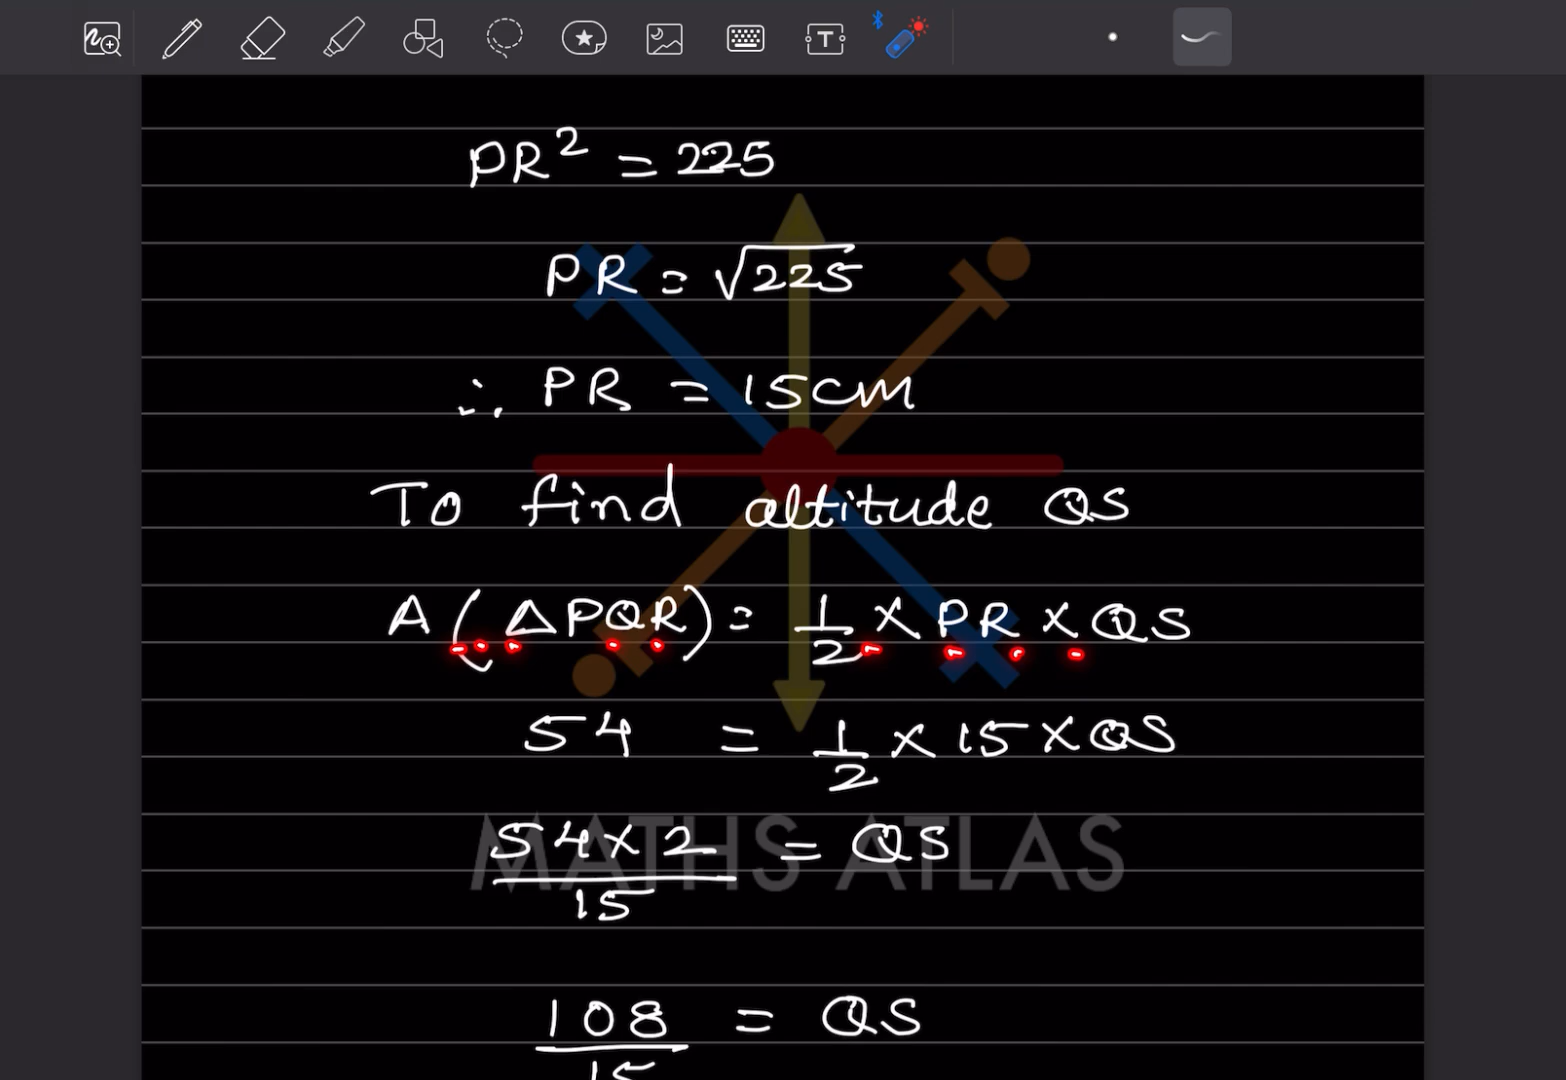 PR² = 225
PR = √225
∴ PR = 15cm
To find altitude QS
A(△PQR) = 1/2 × PR × QS
54 = 1/2 × 15 × QS
54×2/15 = QS
MATHS ATLAS
108/15 = QS